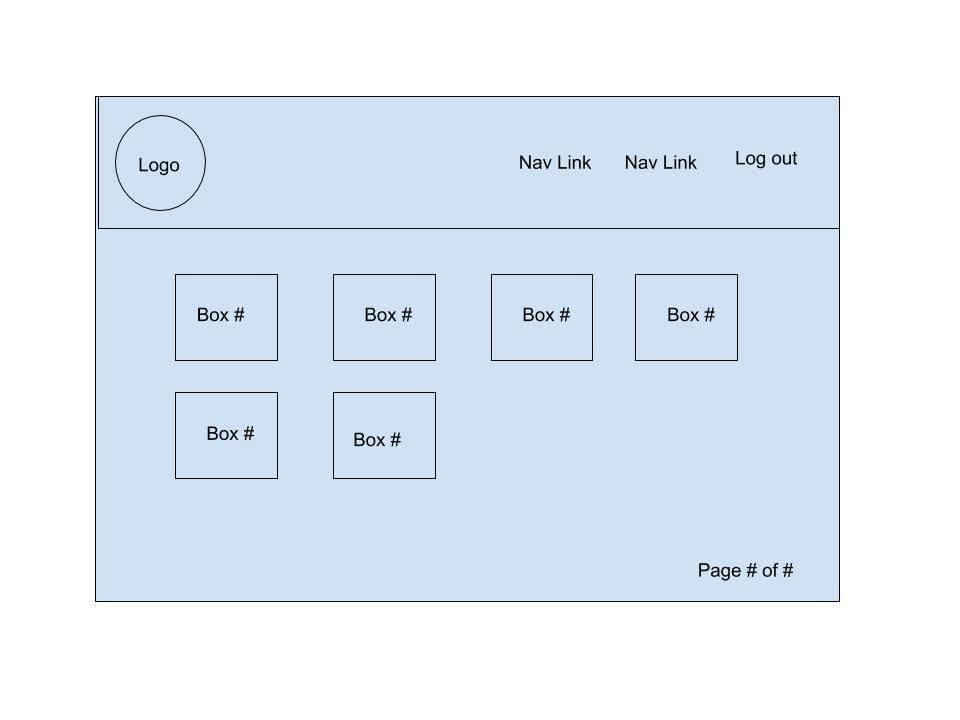 Logo
Nav Link Nav Link Log out
Box # Box # Box # Box #
Box # Box #
Page # of #